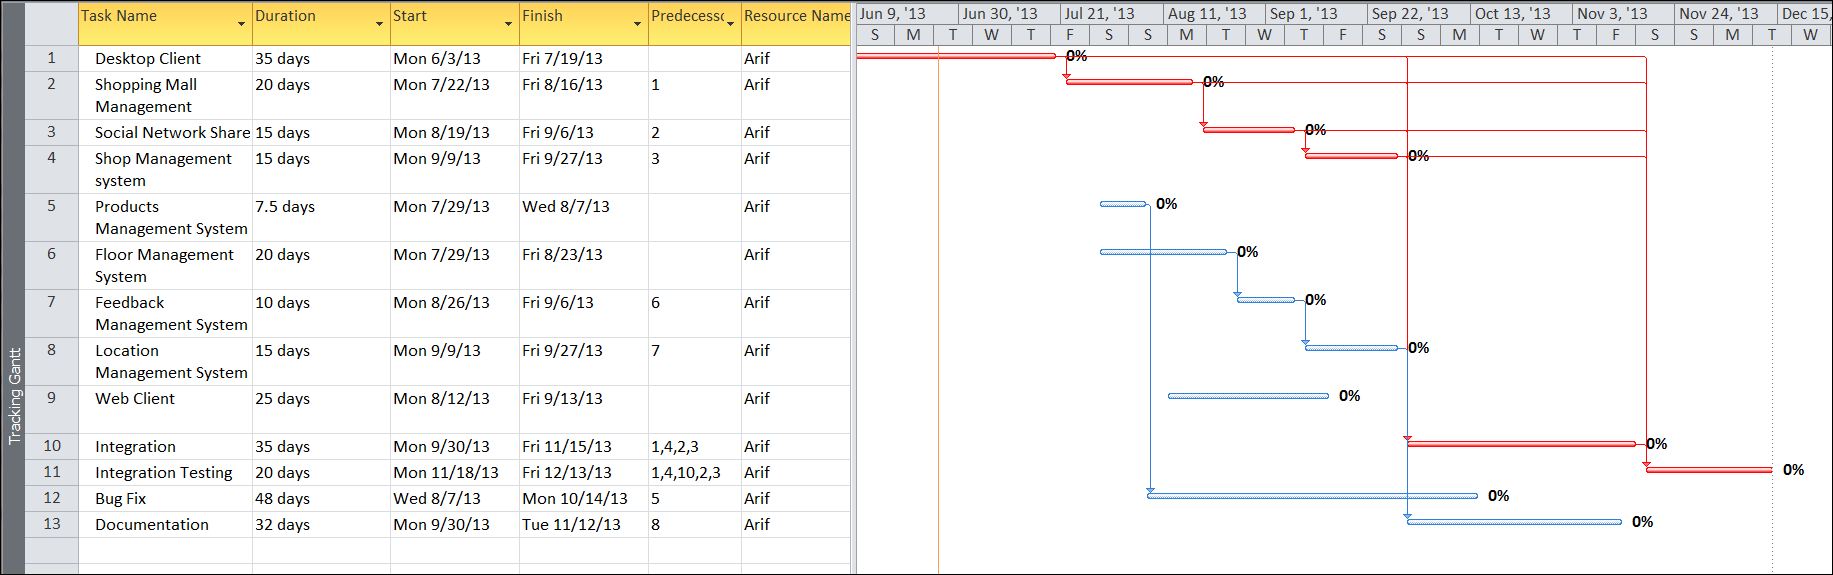 Task Name Duration Start Finish Predecesso Resource Name
Jun 9, '13 Jun 30, '13 Jul 21, '13 Aug 11, '13 Sep 1, '13 Sep 22, '13 Oct 13, '13 Nov 3, '13 Nov 24, '13 Dec 15,
S M T W T F S S M T W T F S S M T W T F S S M T W
1 Desktop Client 35 days Mon 6/3/13 Fri 7/19/13 Arif 0%
2 Shopping Mall 20 days Mon 7/22/13 Fri 8/16/13 1 Arif 0%
Management
3 Social Network Share 15 days Mon 8/19/13 Fri 9/6/13 2 Arif 0%
4 Shop Management 15 days Mon 9/9/13 Fri 9/27/13 3 Arif 0%
system
5 Products 7.5 days Mon 7/29/13 Wed 8/7/13 Arif 0%
Management System
6 Floor Management 20 days Mon 7/29/13 Fri 8/23/13 Arif 0%
System
7 Feedback 10 days Mon 8/26/13 Fri 9/6/13 6 Arif 0%
Management System
8 Location 15 days Mon 9/9/13 Fri 9/27/13 7 Arif 0%
Management System
9 Web Client 25 days Mon 8/12/13 Fri 9/13/13 Arif 0%
10 Integration 35 days Mon 9/30/13 Fri 11/15/13 1,4,2,3 Arif 0%
11 Integration Testing 20 days Mon 11/18/13 Fri 12/13/13 1,4,10,2,3 Arif 0%
12 Bug Fix 48 days Wed 8/7/13 Mon 10/14/13 5 Arif 0%
13 Documentation 32 days Mon 9/30/13 Tue 11/12/13 8 Arif 0%
Tracking Gantt